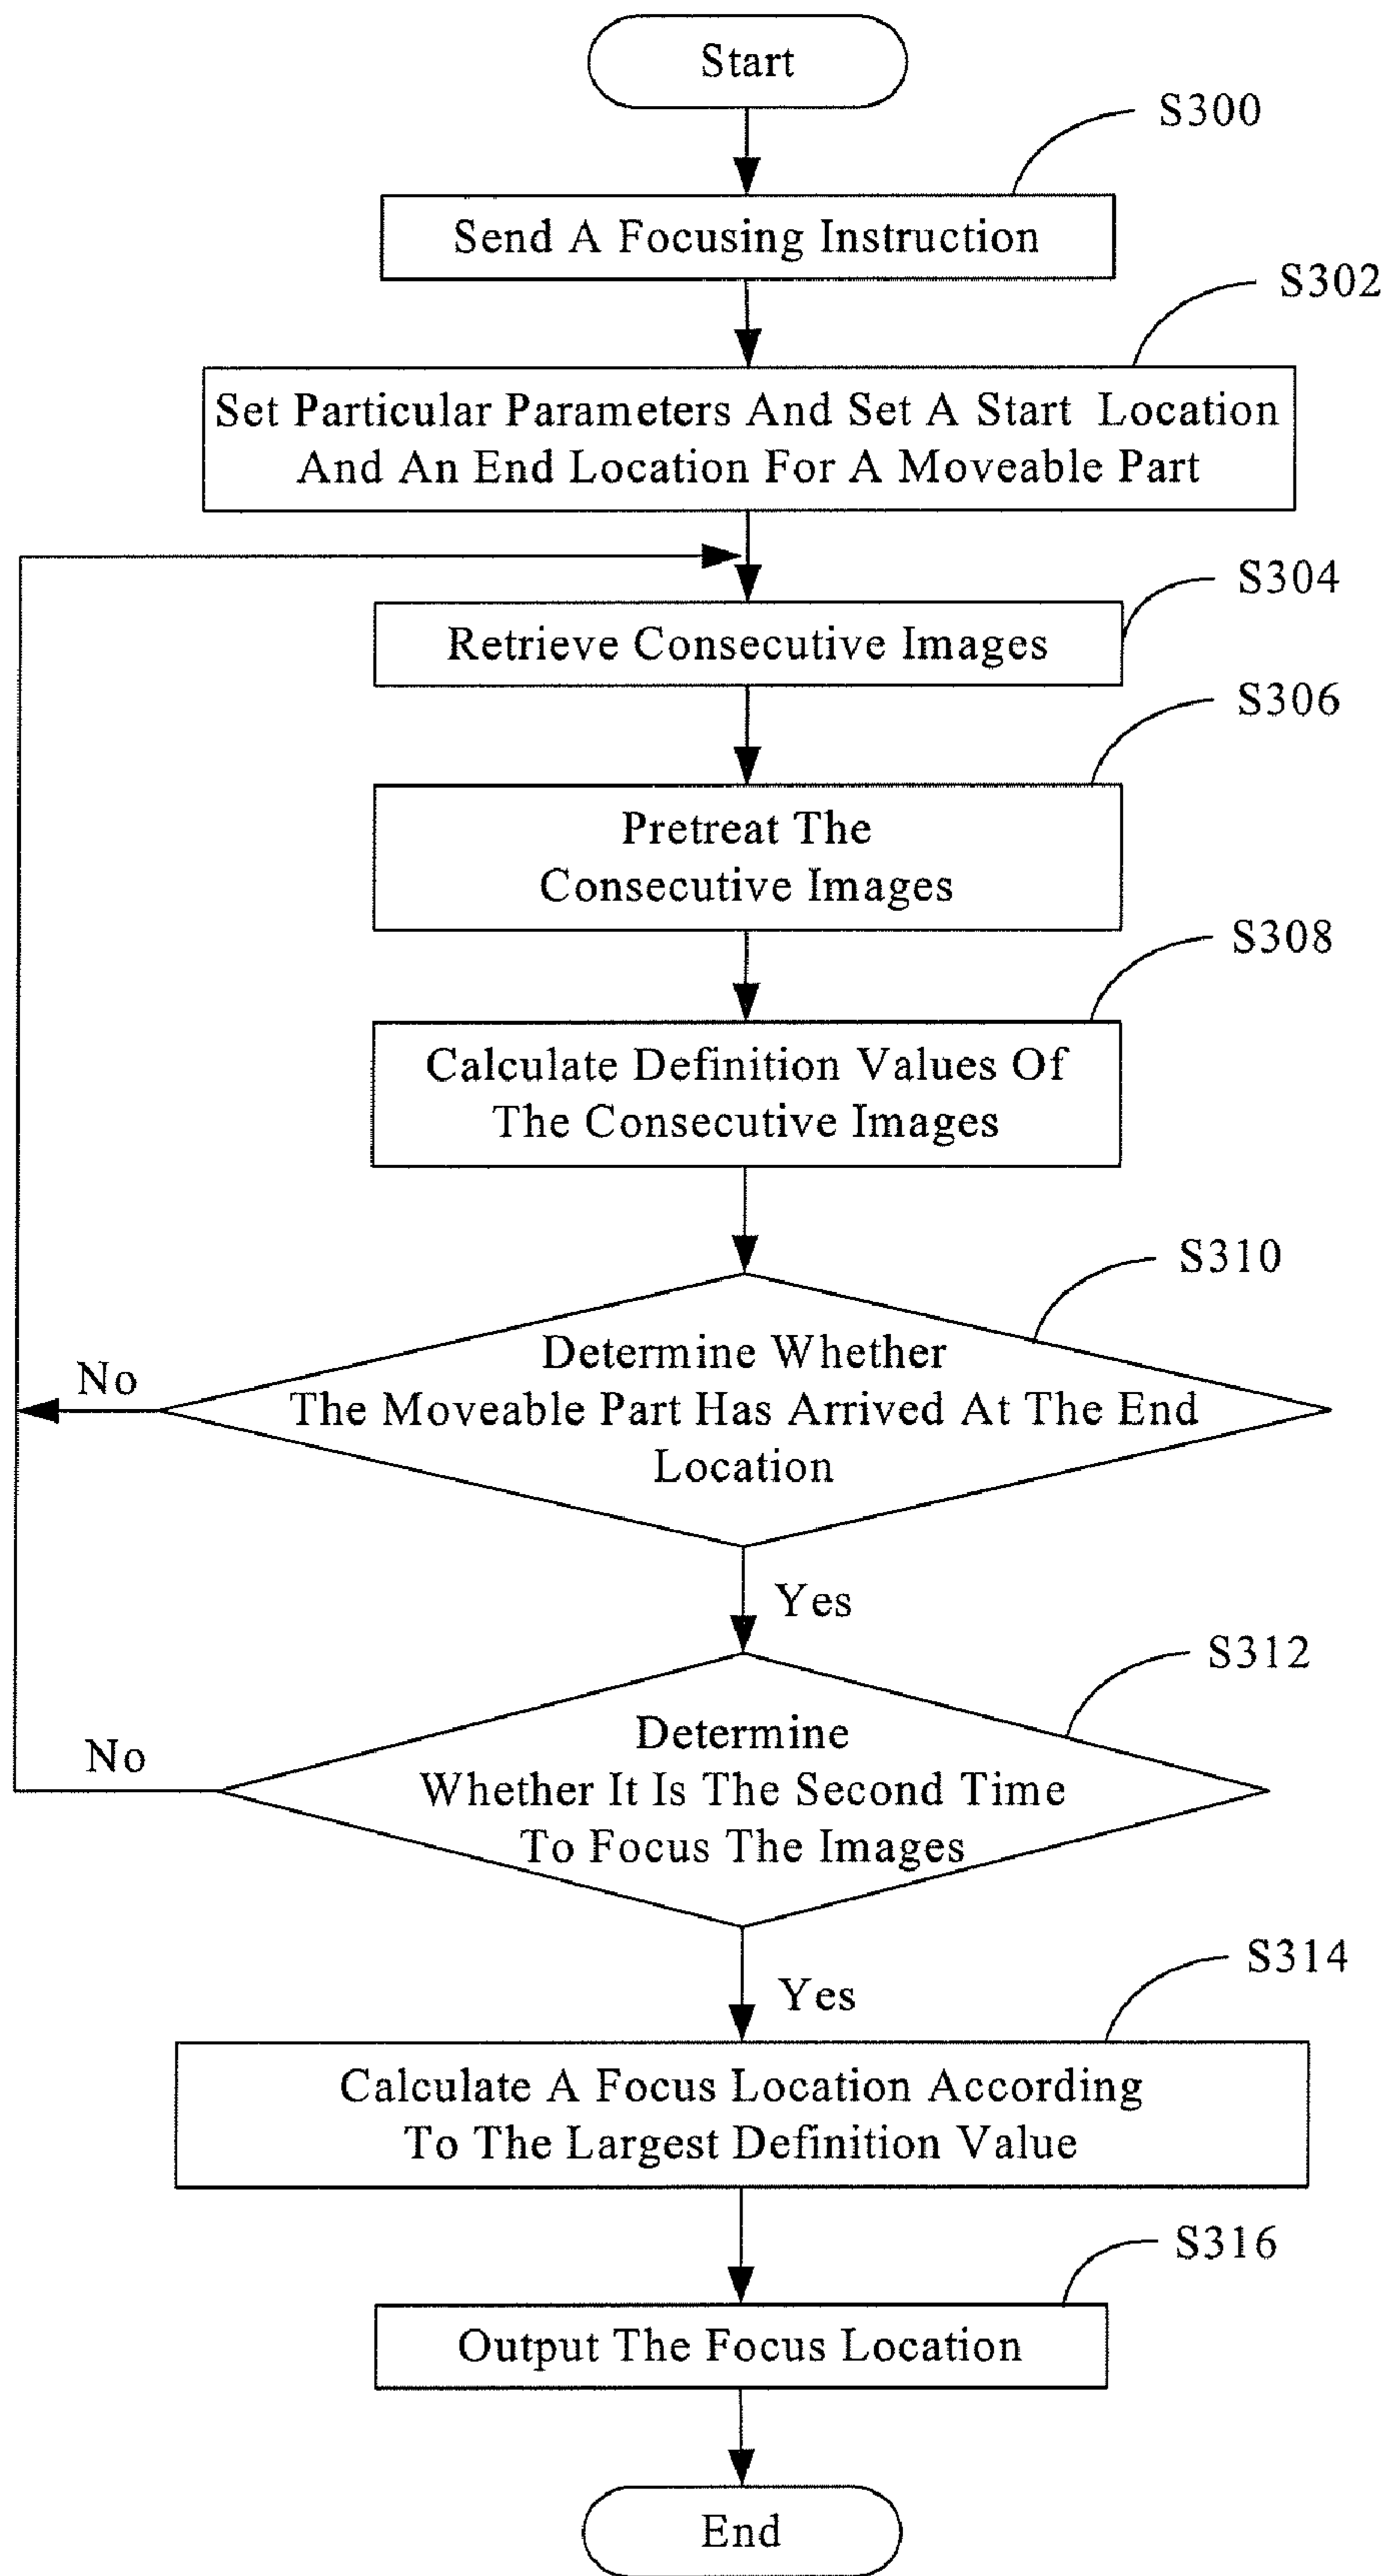 Start
S300
Send A Focusing Instruction
S302
Set Particular Parameters And Set A Start Location
And An End Location For A Moveable Part
S304
Retrieve Consecutive Images
S306
Pretreat The
Consecutive Images
S308
Calculate Definition Values Of
The Consecutive Images
S310
Determine Whether
The Moveable Part Has Arrived At The End
Location
No
Yes
S312
Determine
Whether It Is The Second Time
To Focus The Images
No
Yes
S314
Calculate A Focus Location According
To The Largest Definition Value
S316
Output The Focus Location
End